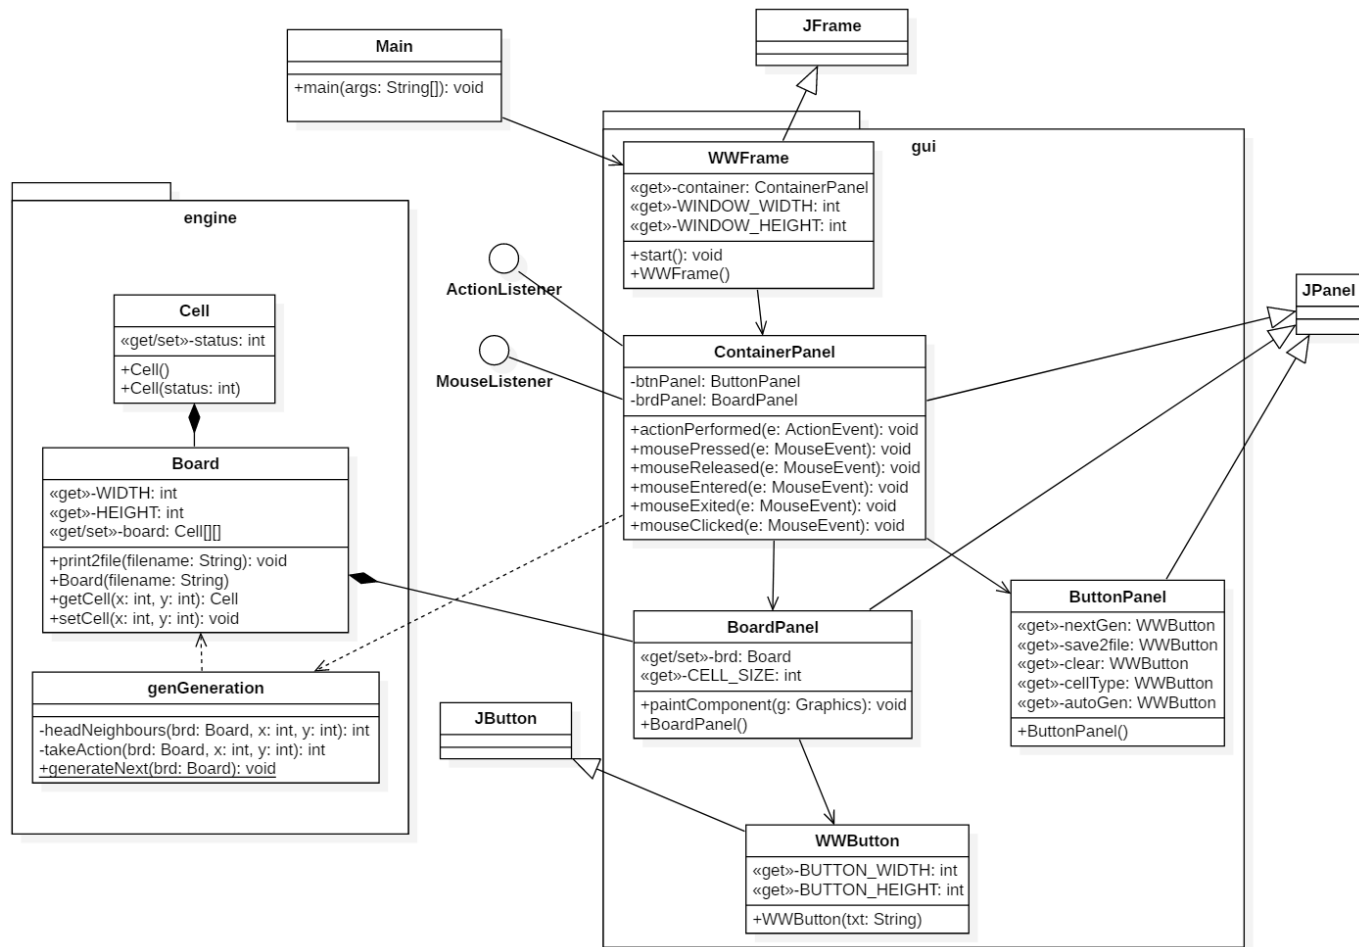 JFrame
Main
+main(args: String[]): void
gui
WWFrame
«get»-container: ContainerPanel
«get»-WINDOW_WIDTH: int
«get»-WINDOW_HEIGHT: int
+start(): void
+WWFrame()
engine
ActionListener
MouseListener
JPanel
Cell
«get/set»-status: int
+Cell()
+Cell(status: int)
ContainerPanel
-btnPanel: ButtonPanel
-brdPanel: BoardPanel
+actionPerformed(e: ActionEvent): void
+mousePressed(e: MouseEvent): void
+mouseReleased(e: MouseEvent): void
+mouseEntered(e: MouseEvent): void
+mouseExited(e: MouseEvent): void
+mouseClicked(e: MouseEvent): void
Board
«get»-WIDTH: int
«get»-HEIGHT: int
«get/set»-board: Cell[][]
+print2file(filename: String): void
+Board(filename: String)
+getCell(x: int, y: int): Cell
+setCell(x: int, y: int): void
genGeneration
-headNeighbours(brd: Board, x: int, y: int): int
-takeAction(brd: Board, x: int, y: int): int
+generateNext(brd: Board): void
BoardPanel
«get/set»-brd: Board
«get»-CELL_SIZE: int
+paintComponent(g: Graphics): void
+BoardPanel()
ButtonPanel
«get»-nextGen: WWButton
«get»-save2file: WWButton
«get»-clear: WWButton
«get»-cellType: WWButton
«get»-autoGen: WWButton
+ButtonPanel()
JButton
WWButton
«get»-BUTTON_WIDTH: int
«get»-BUTTON_HEIGHT: int
+WWButton(txt: String)